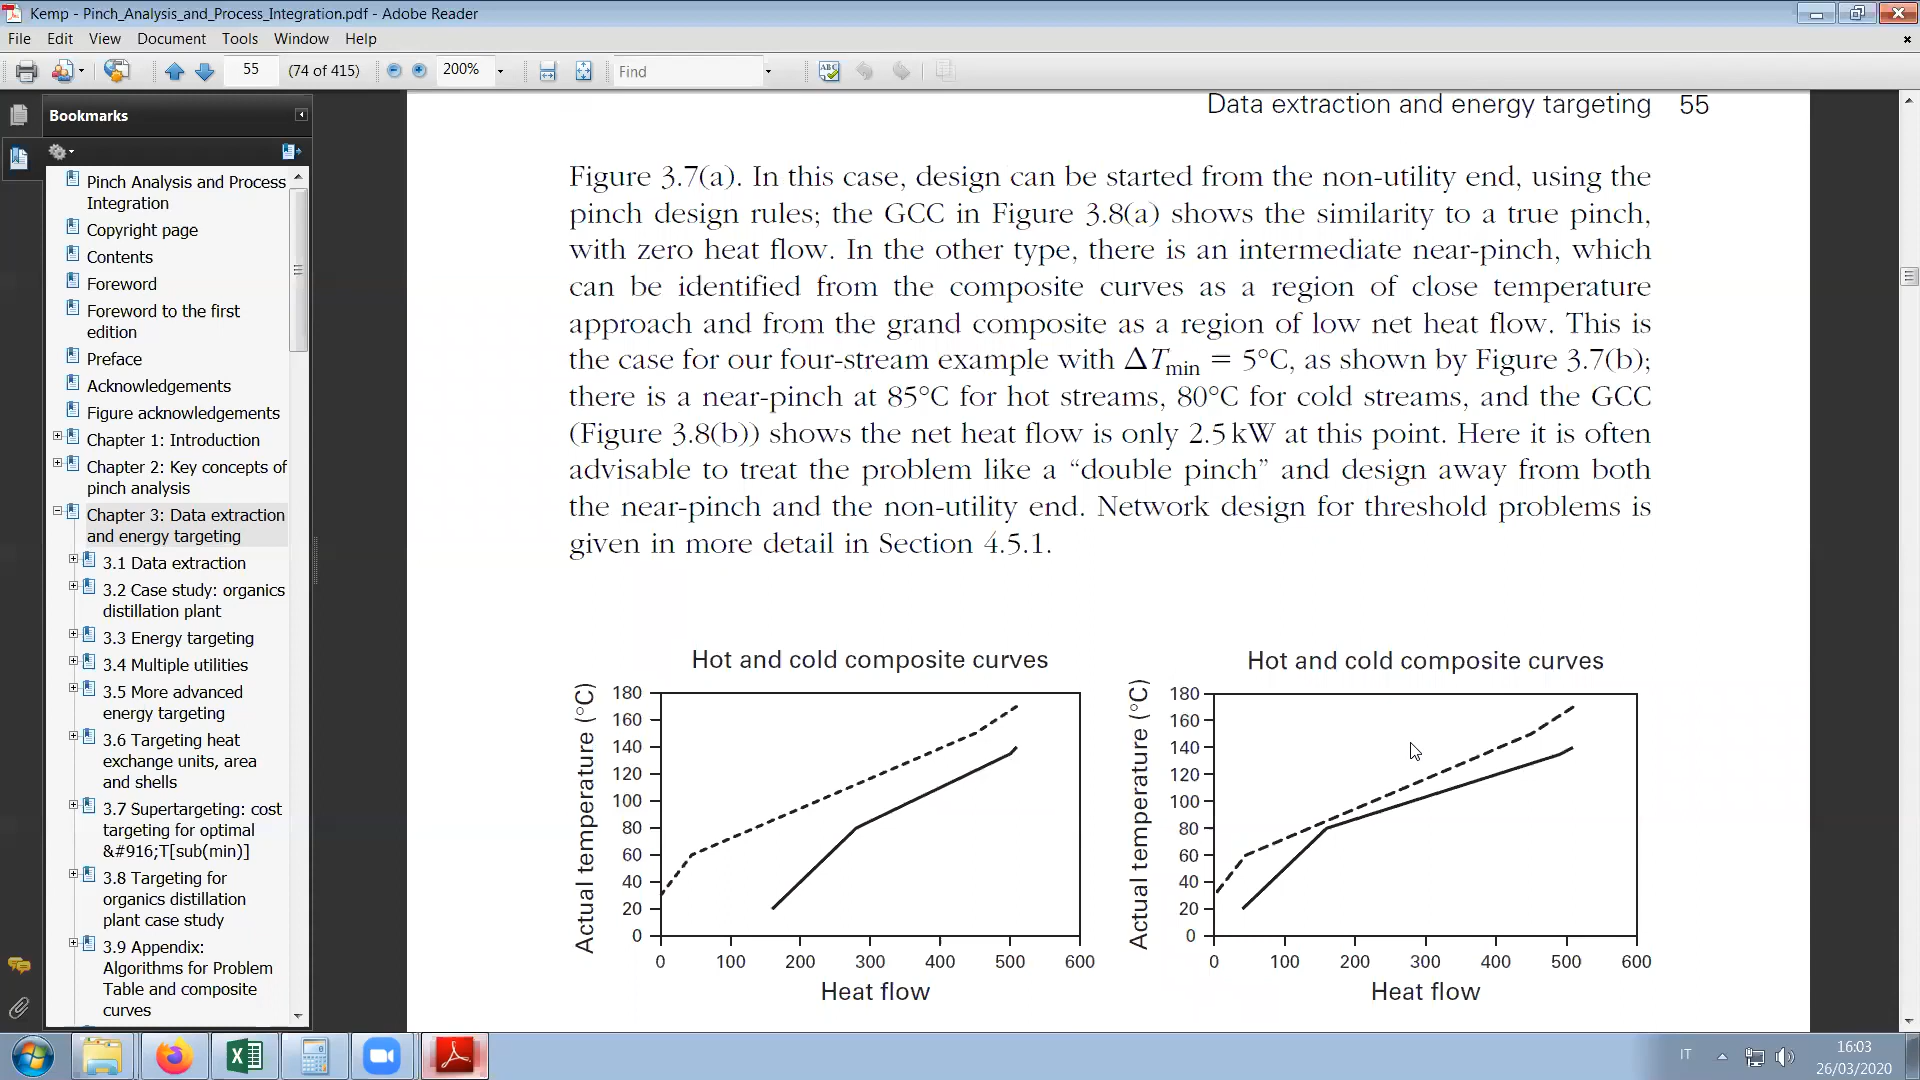 Kemp - Pinch_Analysis_and_Process_Integration.pdf - Adobe Reader
File Edit View Document Tools Window Help
55 (74 of 415) 200% Find
Bookmarks
Pinch Analysis and Process
Integration
Copyright page
Contents
Foreword
Foreword to the first
edition
Preface
Acknowledgements
Figure acknowledgements
Chapter 1: Introduction
Chapter 2: Key concepts of
pinch analysis
Chapter 3: Data extraction
and energy targeting
3.1 Data extraction
3.2 Case study: organics
distillation plant
3.3 Energy targeting
3.4 Multiple utilities
3.5 More advanced
energy targeting
3.6 Targeting heat
exchange units, area
and shells
3.7 Supertargeting: cost
targeting for optimal
&#916;T[sub(min)]
3.8 Targeting for
organics distillation
plant case study
3.9 Appendix:
Algorithms for Problem
Table and composite
curves
Data extraction and energy targeting 55
Figure 3.7(a). In this case, design can be started from the non-utility end, using the
pinch design rules; the GCC in Figure 3.8(a) shows the similarity to a true pinch,
with zero heat flow. In the other type, there is an intermediate near-pinch, which
can be identified from the composite curves as a region of close temperature
approach and from the grand composite as a region of low net heat flow. This is
the case for our four-stream example with ΔTmin = 5°C, as shown by Figure 3.7(b);
there is a near-pinch at 85°C for hot streams, 80°C for cold streams, and the GCC
(Figure 3.8(b)) shows the net heat flow is only 2.5 kW at this point. Here it is often
advisable to treat the problem like a “double pinch” and design away from both
the near-pinch and the non-utility end. Network design for threshold problems is
given in more detail in Section 4.5.1.
Hot and cold composite curves
Actual temperature (°C)
180
160
140
120
100
80
60
40
20
0
0 100 200 300 400 500 600
Heat flow
Hot and cold composite curves
Actual temperature (°C)
180
160
140
120
100
80
60
40
20
0
0 100 200 300 400 500 600
Heat flow
IT
16:03
26/03/2020